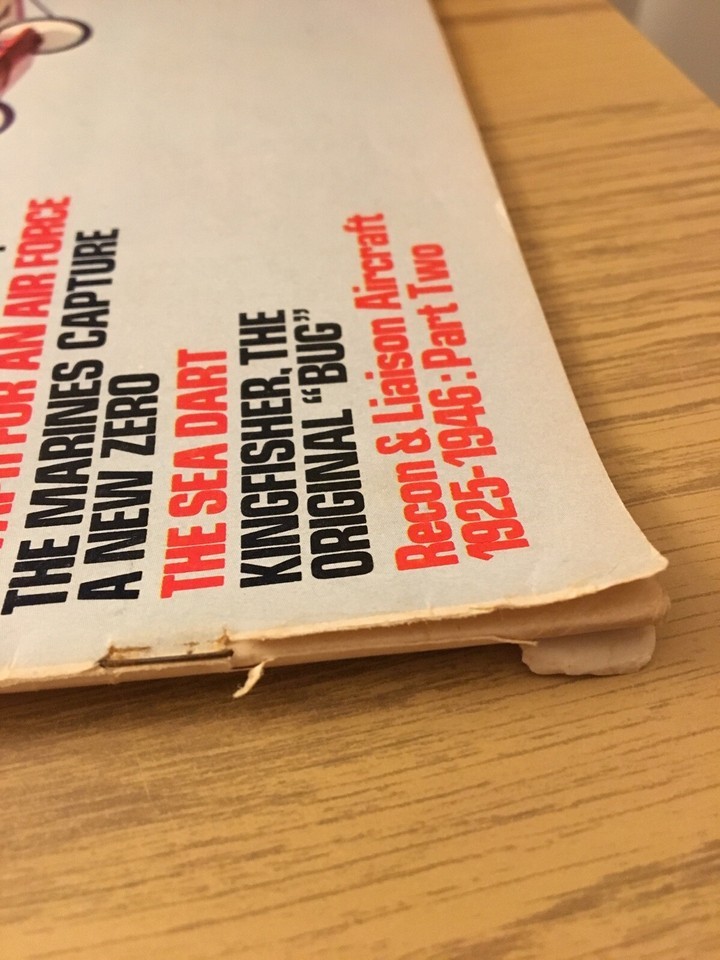 FOR AN AIR FORCE
THE MARINES CAPTURE
A NEW ZERO
THE SEA DART
KINGFISHER, THE
ORIGINAL “BUG”
Recon & Liaison Aircraft
1925-1946: Part Two